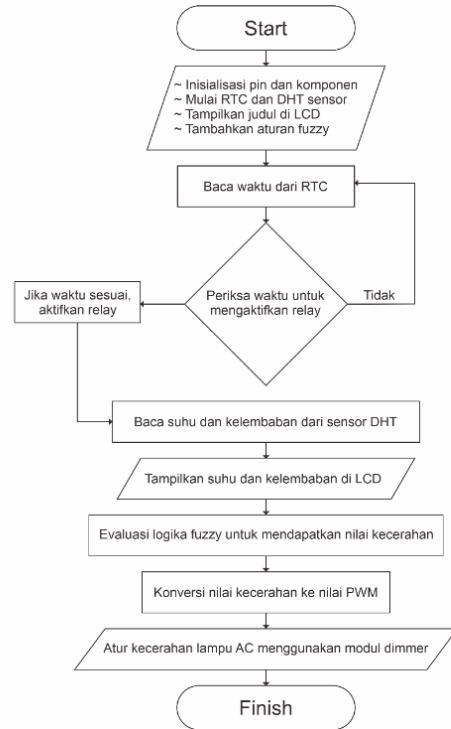 Start
~ Inisialisasi pin dan komponen
~ Mulai RTC dan DHT sensor
~ Tampilkan judul di LCD
~ Tambahkan aturan fuzzy
Baca waktu dari RTC
Periksa waktu untuk
mengaktifkan relay
Tidak
Jika waktu sesuai,
aktifkan relay
Baca suhu dan kelembaban dari sensor DHT
Tampilkan suhu dan kelembaban di LCD
Evaluasi logika fuzzy untuk mendapatkan nilai kecerahan
Konversi nilai kecerahan ke nilai PWM
Atur kecerahan lampu AC menggunakan modul dimmer
Finish